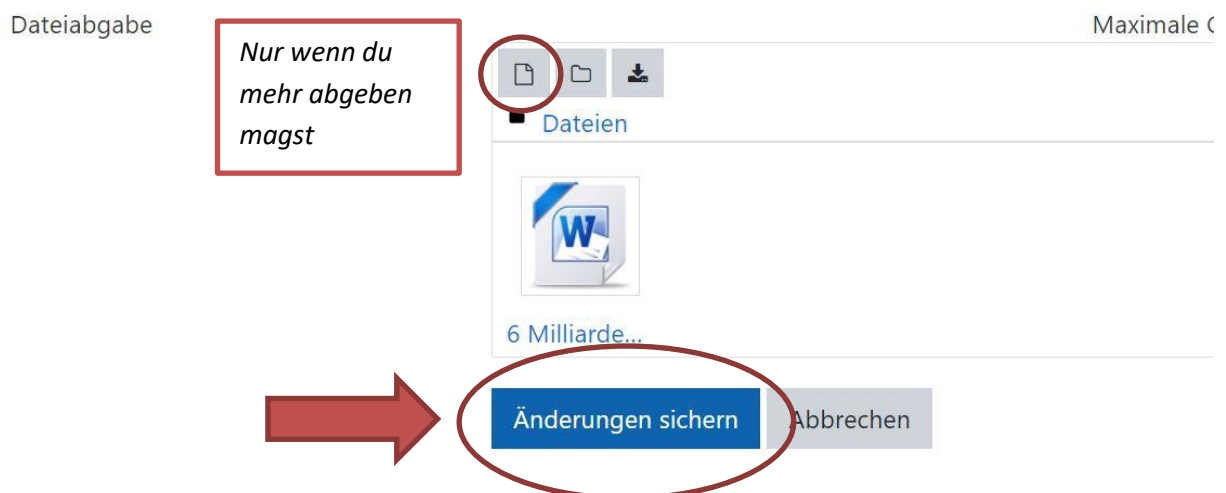 Dateiabgabe
Maximale
Nur wenn du
mehr abgeben
magst
Dateien
W
6 Milliarde...
Änderungen sichern
Abbrechen